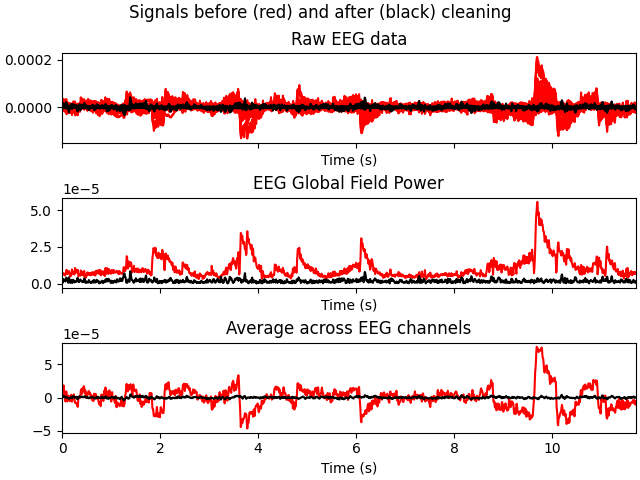 Signals before (red) and after (black) cleaning
Raw EEG data
0.0002
0.0000
Time (s)
EEG Global Field Power
1e−5
5.0
2.5
0.0
Time (s)
Average across EEG channels
1e−5
5
0
−5
0 2 4 6 8 10
Time (s)